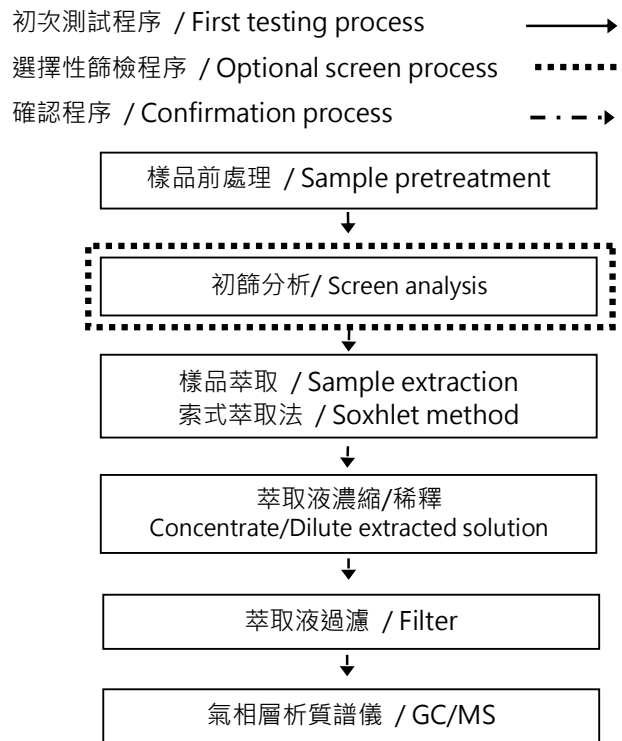 初次測試程序 / First testing process
選擇性篩檢程序 / Optional screen process
確認程序 / Confirmation process
樣品前處理 / Sample pretreatment
初篩分析/ Screen analysis
樣品萃取 / Sample extraction
索式萃取法 / Soxhlet method
萃取液濃縮/稀釋
Concentrate/Dilute extracted solution
萃取液過濾 / Filter
氣相層析質譜儀 / GC/MS